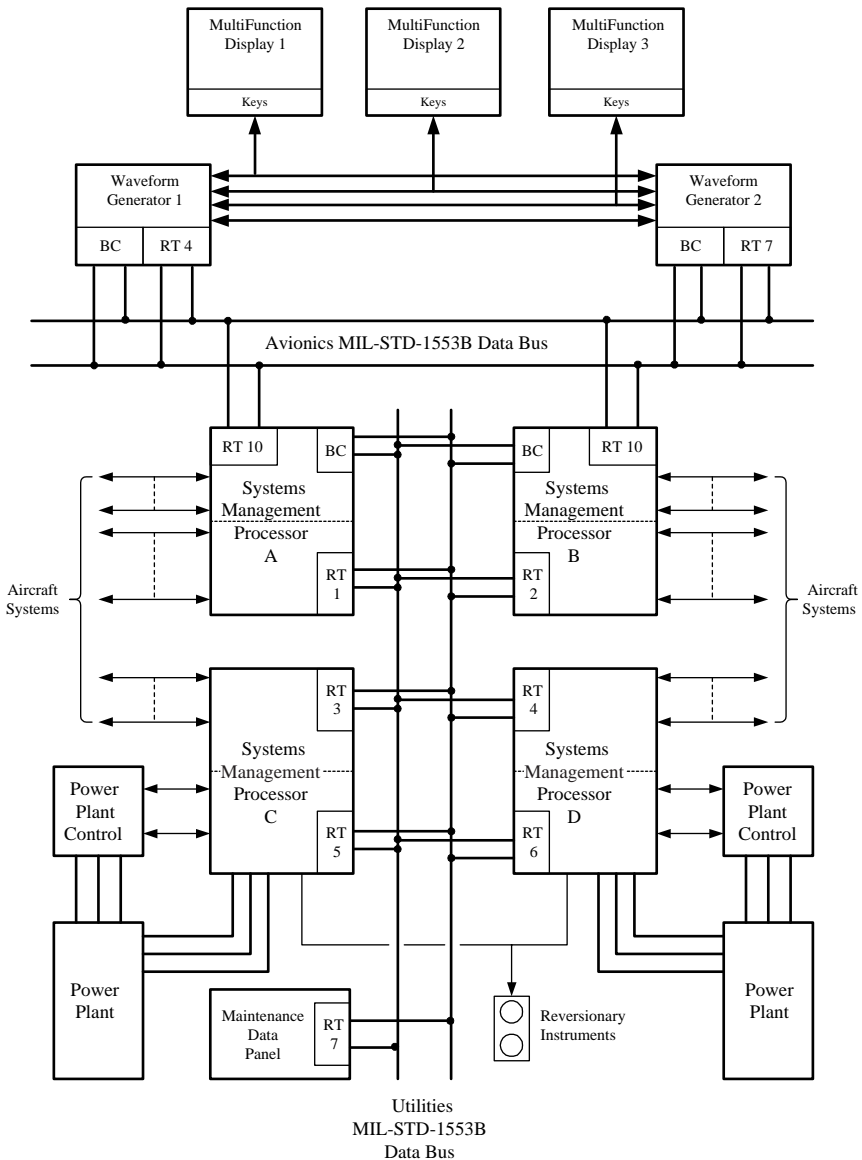 MultiFunction
Display 1
Keys
MultiFunction
Display 2
Keys
MultiFunction
Display 3
Keys
Waveform
Generator 1
BC
RT 4
Waveform
Generator 2
BC
RT 7
Avionics MIL-STD-1553B Data Bus
RT 10
BC
Systems
Management
Processor
A
RT
1
BC
RT 10
Systems
Management
Processor
B
RT
2
Aircraft
Systems
Aircraft
Systems
RT
3
Systems
Management
Processor
C
RT
5
RT
4
Systems
Management
Processor
D
RT
6
Power
Plant
Control
Power
Plant
Control
Power
Plant
Power
Plant
Maintenance
Data
Panel
RT
7
Reversionary
Instruments
Utilities
MIL-STD-1553B
Data Bus